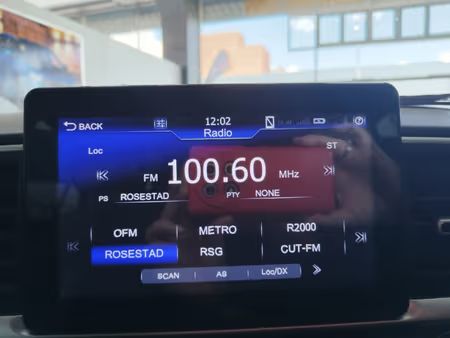 BACK 12:02
Radio
Loc ST
FM 100.60 MHz
PS ROSESTAD PTY NONE
OFM METRO R2000
ROSESTAD RSG CUT-FM
SCAN AS Loc/DX